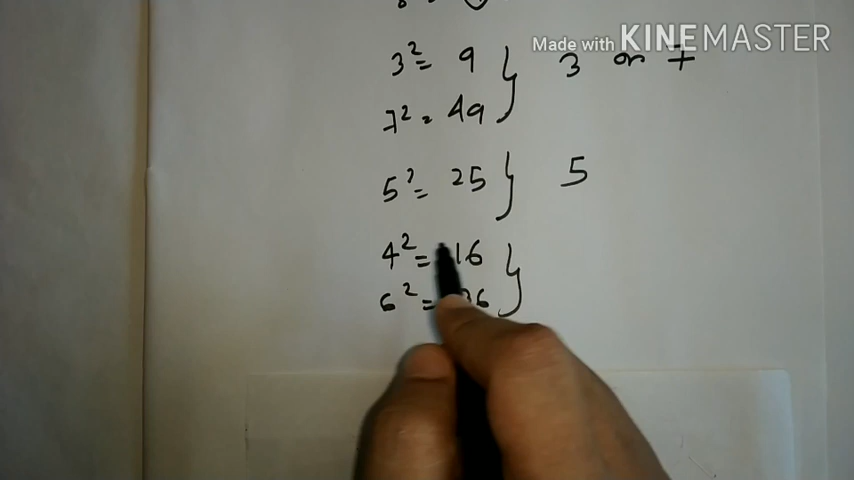 Made with KINEMASTER
3² = 9 } 3 or 7
7² = 49
5² = 25 } 5
4² = 16 }
6² = 36